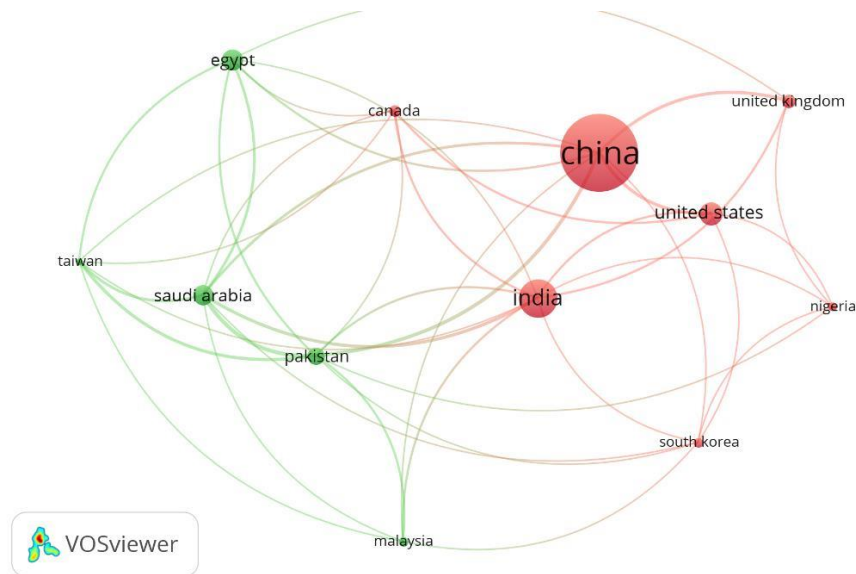 egypt
canada
united kingdom
china
united states
taiwan
saudi arabia
india
nigeria
pakistan
south korea
malaysia
VOSviewer